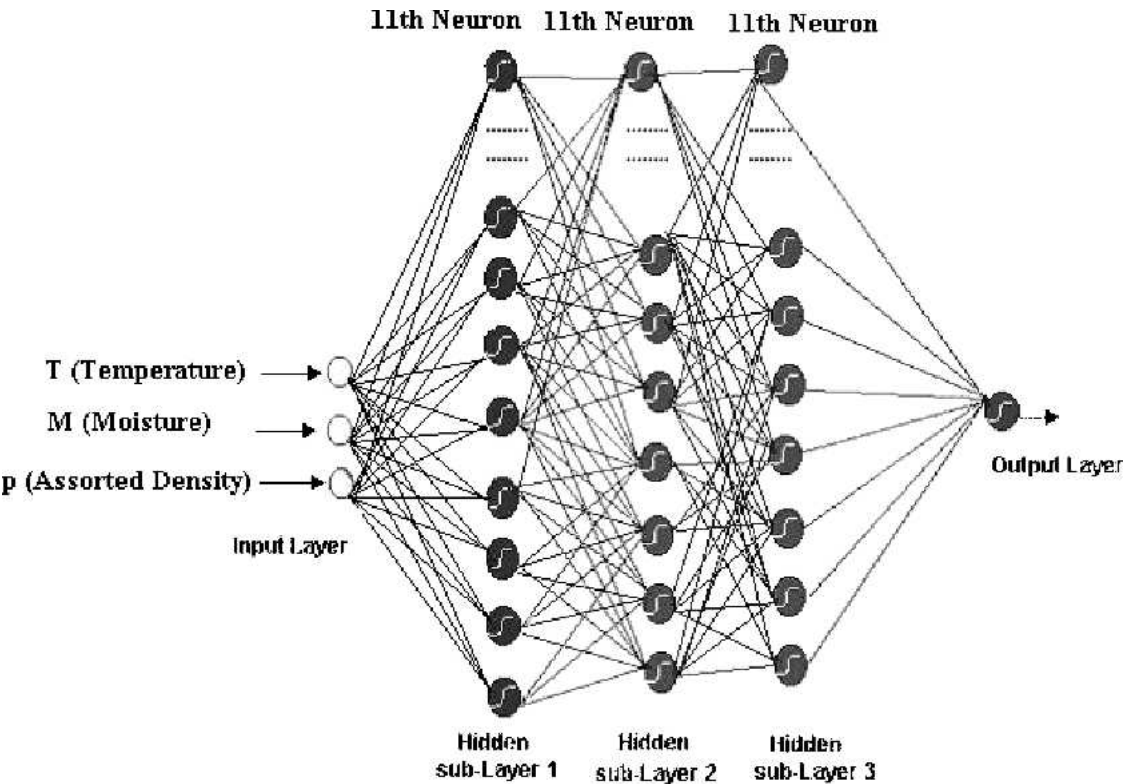 11th Neuron 11th Neuron 11th Neuron
T (Temperature)
M (Moisture)
p (Assorted Density)
Input Layer
Output Layer
Hidden
sub-Layer 1
Hidden
sub-Layer 2
Hidden
sub-Layer 3